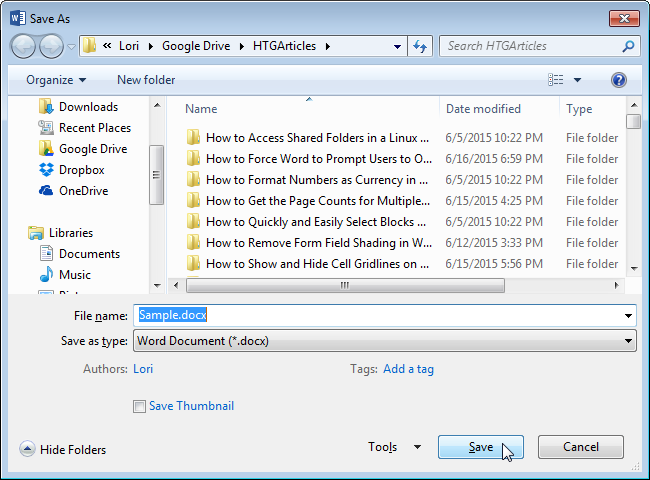 Save As
« Lori Google Drive HTGArticles
Search HTGArticles
Organize New folder
Downloads
Recent Places
Google Drive
Dropbox
OneDrive
Libraries
Documents
Music
Name Date modified Type
How to Access Shared Folders in a Linux ... 6/5/2015 10:22 PM File folder
How to Force Word to Prompt Users to O... 6/16/2015 6:59 PM File folder
How to Format Numbers as Currency in ... 6/5/2015 10:22 PM File folder
How to Get the Page Counts for Multiple... 6/15/2015 4:25 PM File folder
How to Quickly and Easily Select Blocks ... 6/5/2015 10:22 PM File folder
How to Remove Form Field Shading in W... 6/12/2015 3:33 PM File folder
How to Show and Hide Cell Gridlines on ... 6/15/2015 5:56 PM File folder
File name: Sample.docx
Save as type: Word Document (*.docx)
Authors: Lori Tags: Add a tag
Save Thumbnail
Hide Folders Tools Save Cancel